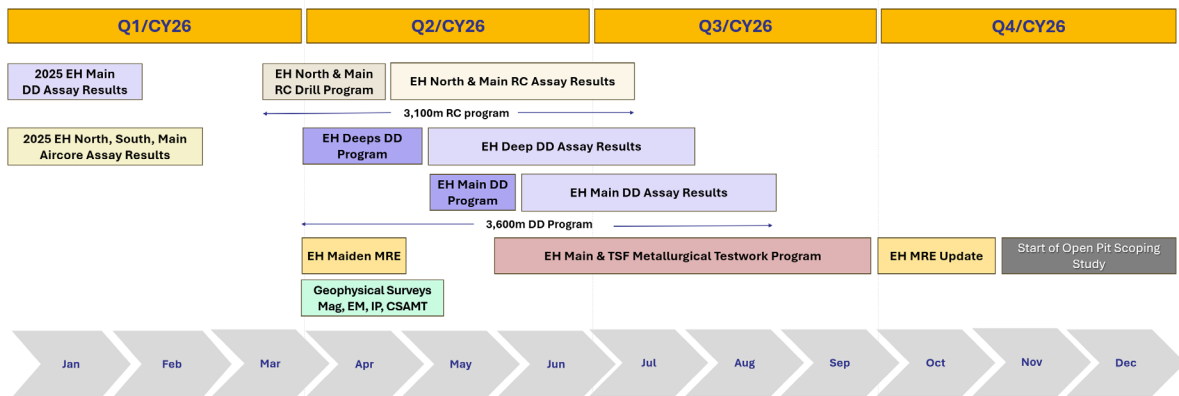 Q1/CY26
Q2/CY26
Q3/CY26
Q4/CY26
2025 EH Main
DD Assay Results
EH North & Main
RC Drill Program
EH North & Main RC Assay Results
3,100m RC program
2025 EH North, South, Main
Aircore Assay Results
EH Deeps DD
Program
EH Deep DD Assay Results
EH Main DD
Program
EH Main DD Assay Results
3,600m DD Program
EH Maiden MRE
EH Main & TSF Metallurgical Testwork Program
EH MRE Update
Start of Open Pit Scoping
Study
Geophysical Surveys
Mag, EM, IP, CSAMT
Jan
Feb
Mar
Apr
May
Jun
Jul
Aug
Sep
Oct
Nov
Dec